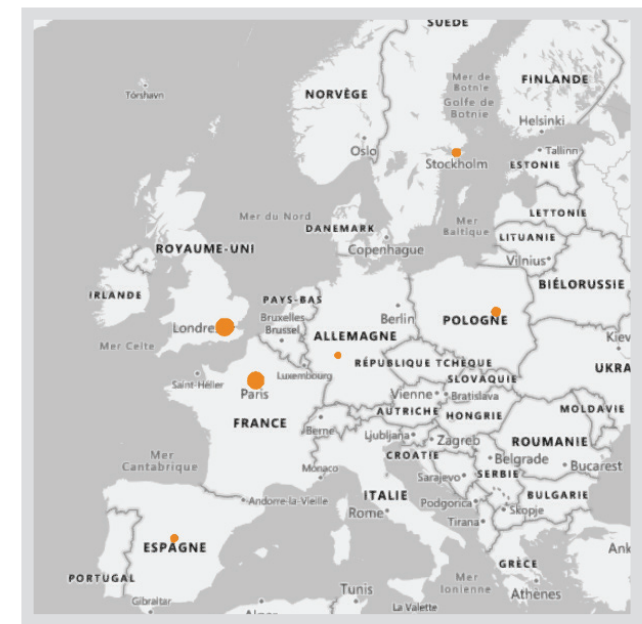 SUÈDE
Mer de
Botnie
FINLANDE
Tórshavn
NORVÈGE
Golfe de
Botnie
Helsinki
Oslo
Tallinn
Stockholm
ESTONIE
Mer du Nord
DANEMARK
Mer
Baltique
LETTONIE
LITUANIE
ROYAUME-UNI
Copenhague
Vilnius
BIÉLORUSSIE
IRLANDE
PAYS-BAS
Londre
Bruxelles
Brussel
Berlin
POLOGNE
Mer Celte
ALLEMAGNE
Kiev
RÉPUBLIQUE TCHÈQUE
UKRA
Saint-Hélier
Luxembourg
SLOVAQUIE
Paris
Vienne
Bratislava
AUTRICHE
HONGRIE
MOLDAVIE
FRANCE
Berne
Ljubljana
Zagreb
ROUMANIE
Mer
Cantabrique
CROATIE
Belgrade
Bucarest
Monaco
Sarajevo
SERBIE
Andorre-la-Vieille
ITALIE
Podgorica
BULGARIE
Rome
Skopje
Tirana
ESPAGNE
Ank
PORTUGAL
GRÈCE
Mer
Ionienne
Athènes
Gibraltar
Tunis
La Valette